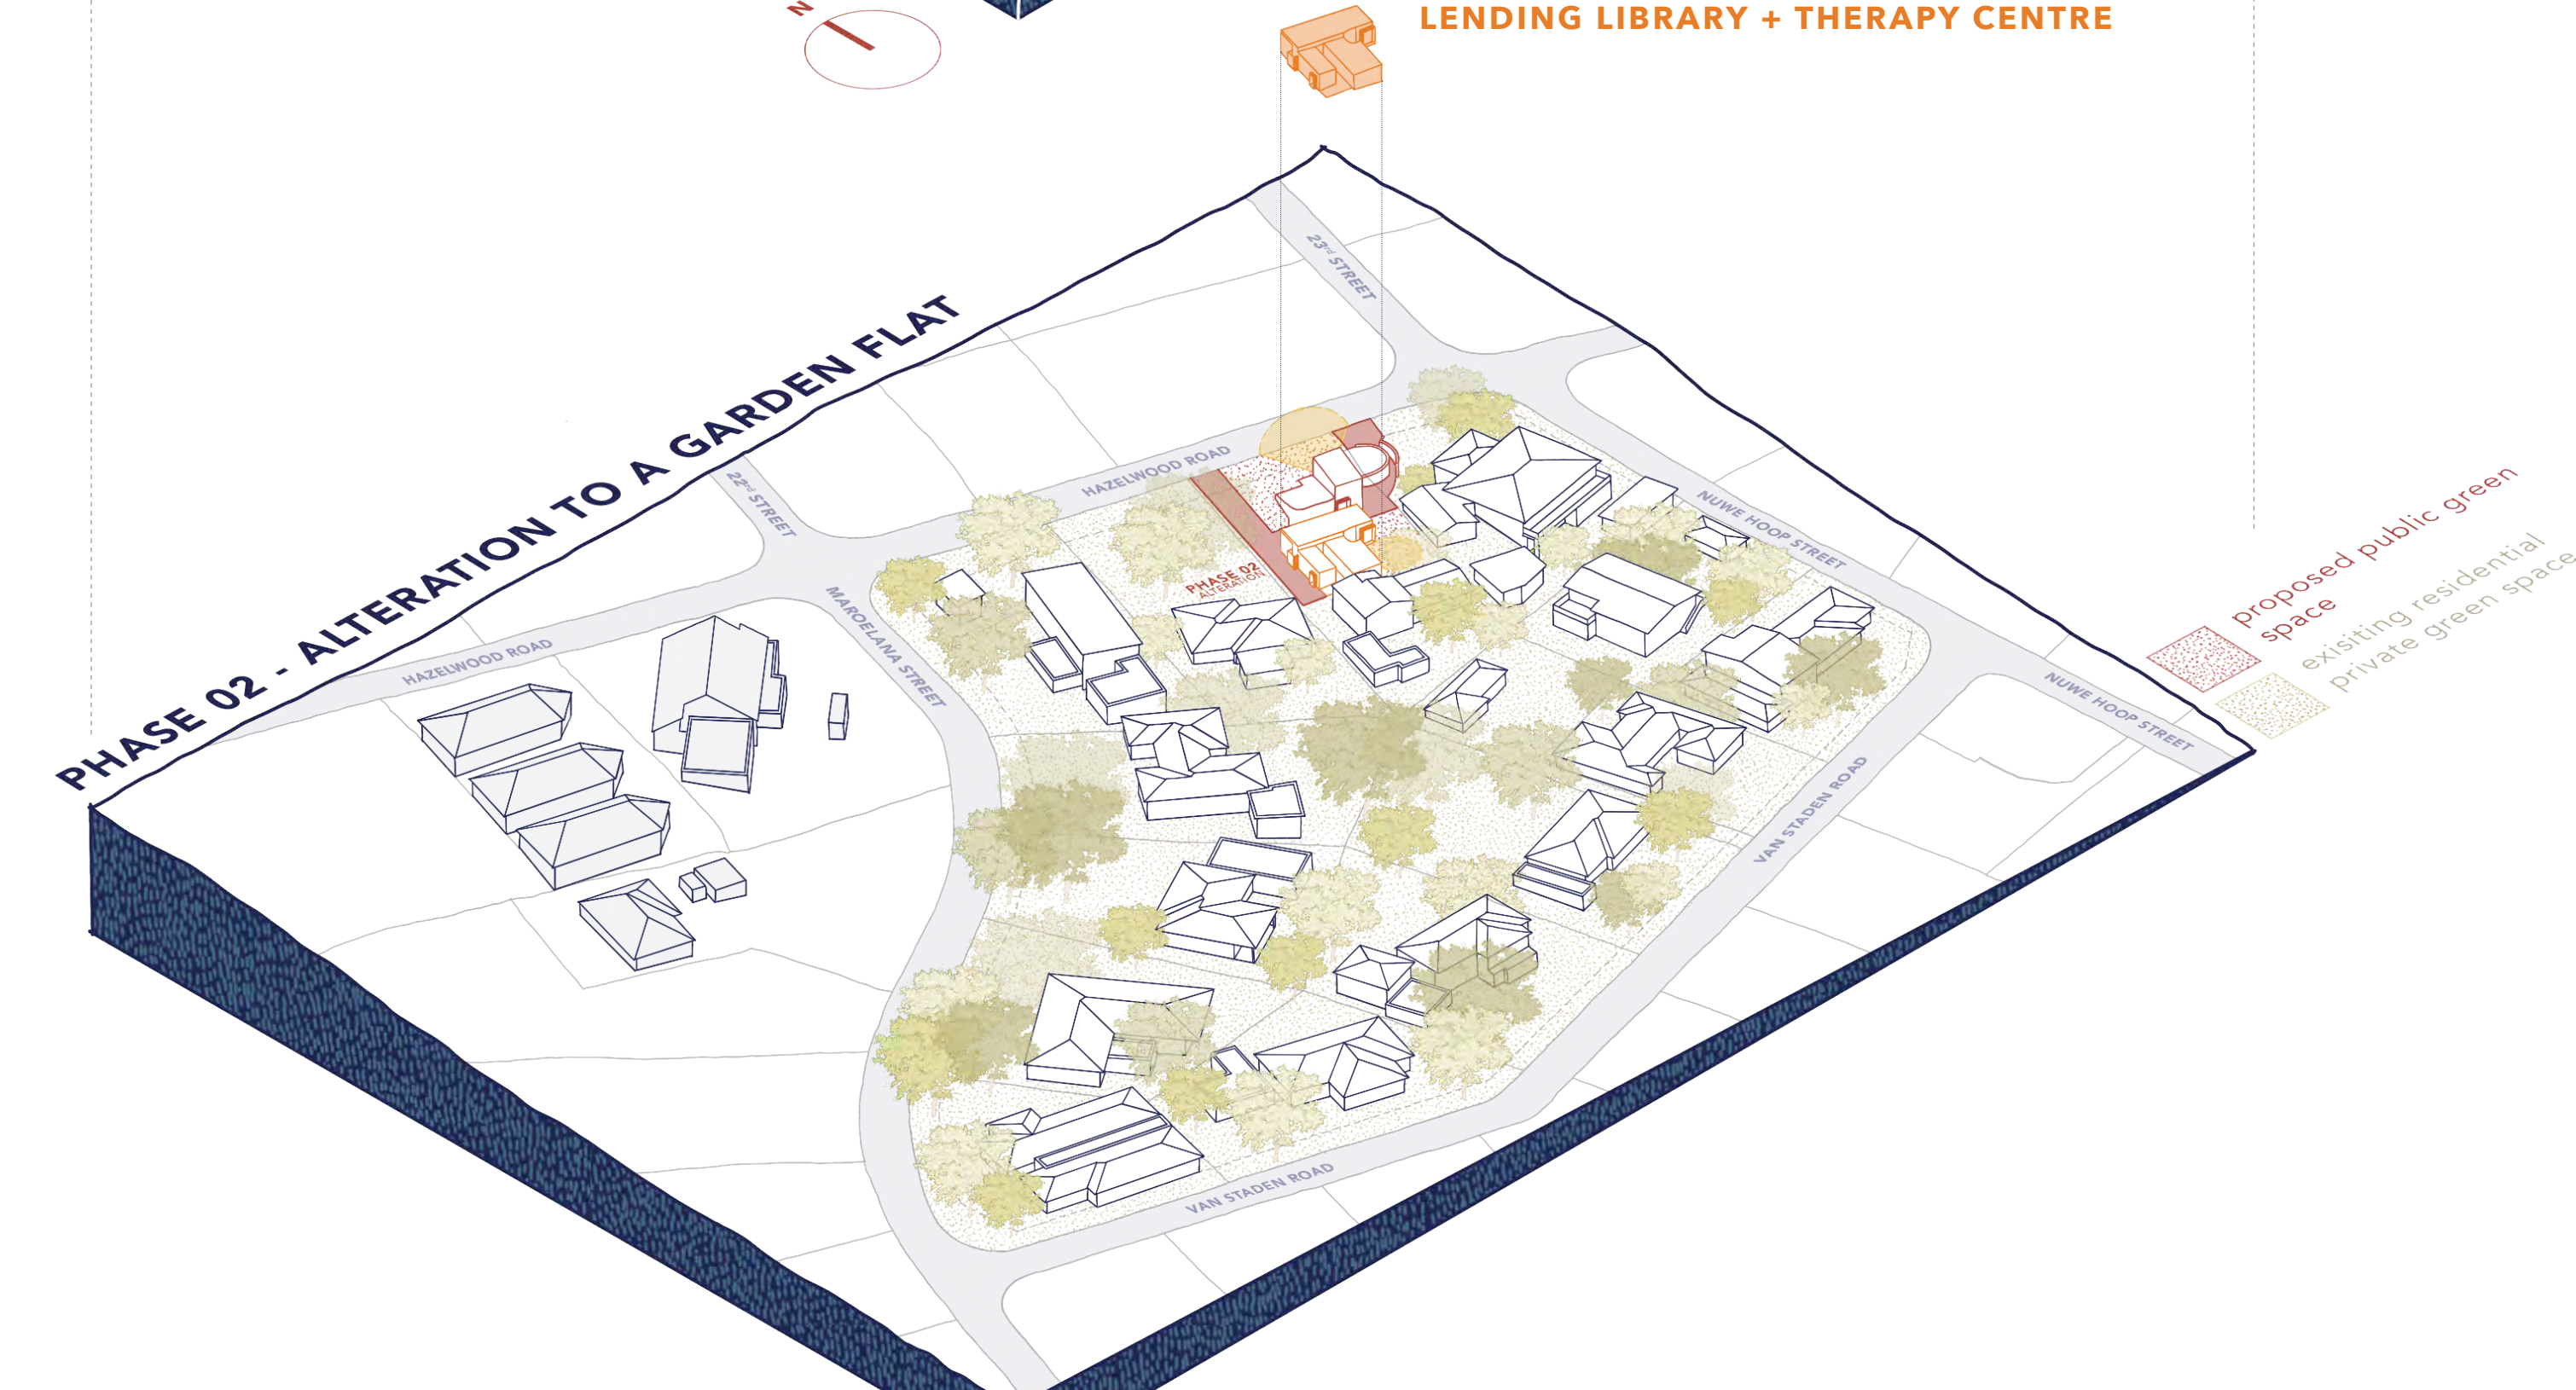 N
LENDING LIBRARY + THERAPY CENTRE
23rd STREET
PHASE 02 - ALTERATION TO A GARDEN FLAT
HAZELWOOD ROAD
22nd STREET
NUWE HOOP STREET
PHASE 02
ALTERATION
MAROELANA STREET
HAZELWOOD ROAD
NUWE HOOP STREET
VAN STADEN ROAD
VAN STADEN ROAD
proposed public green
space
exisiting residential
private green space